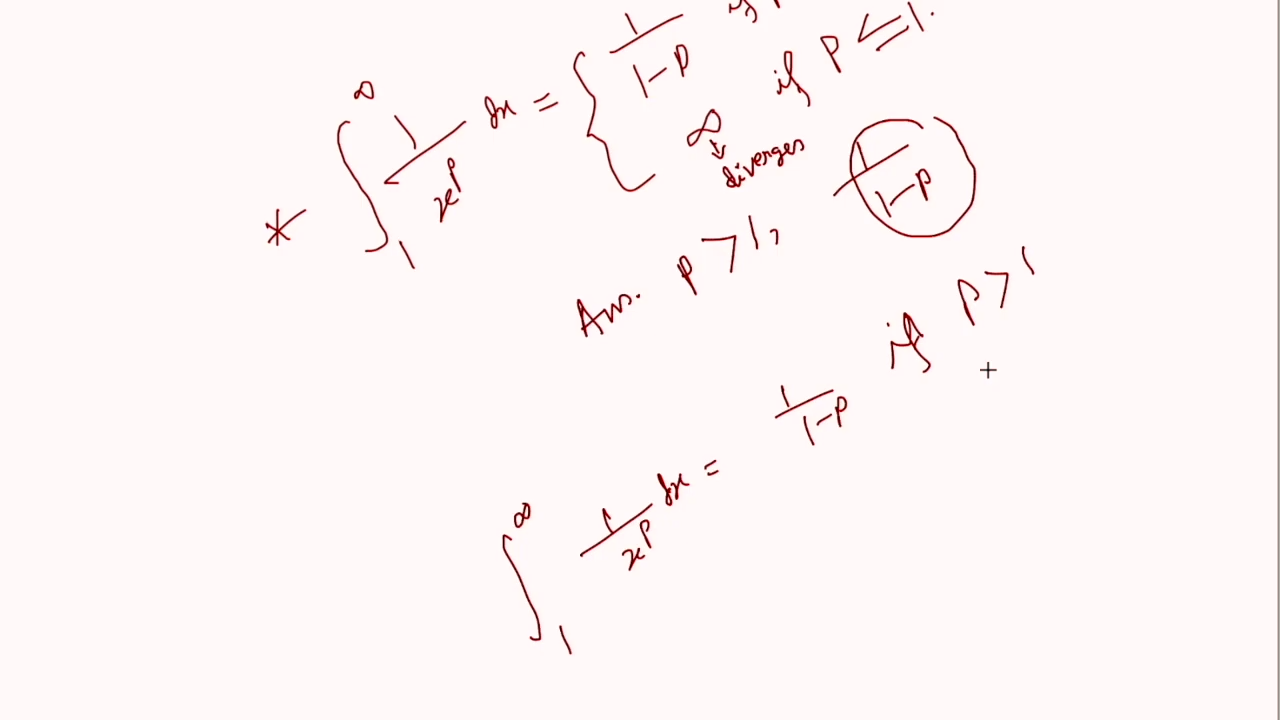 * ∫₁^∞ 1/x^p dx = { 1/(1-p) if p
∞ if p ≤ 1.
↓
diverges
Ans. p > 1, 1/(1-p)
∫₁^∞ 1/x^p dx = 1/(1-p) if p > 1